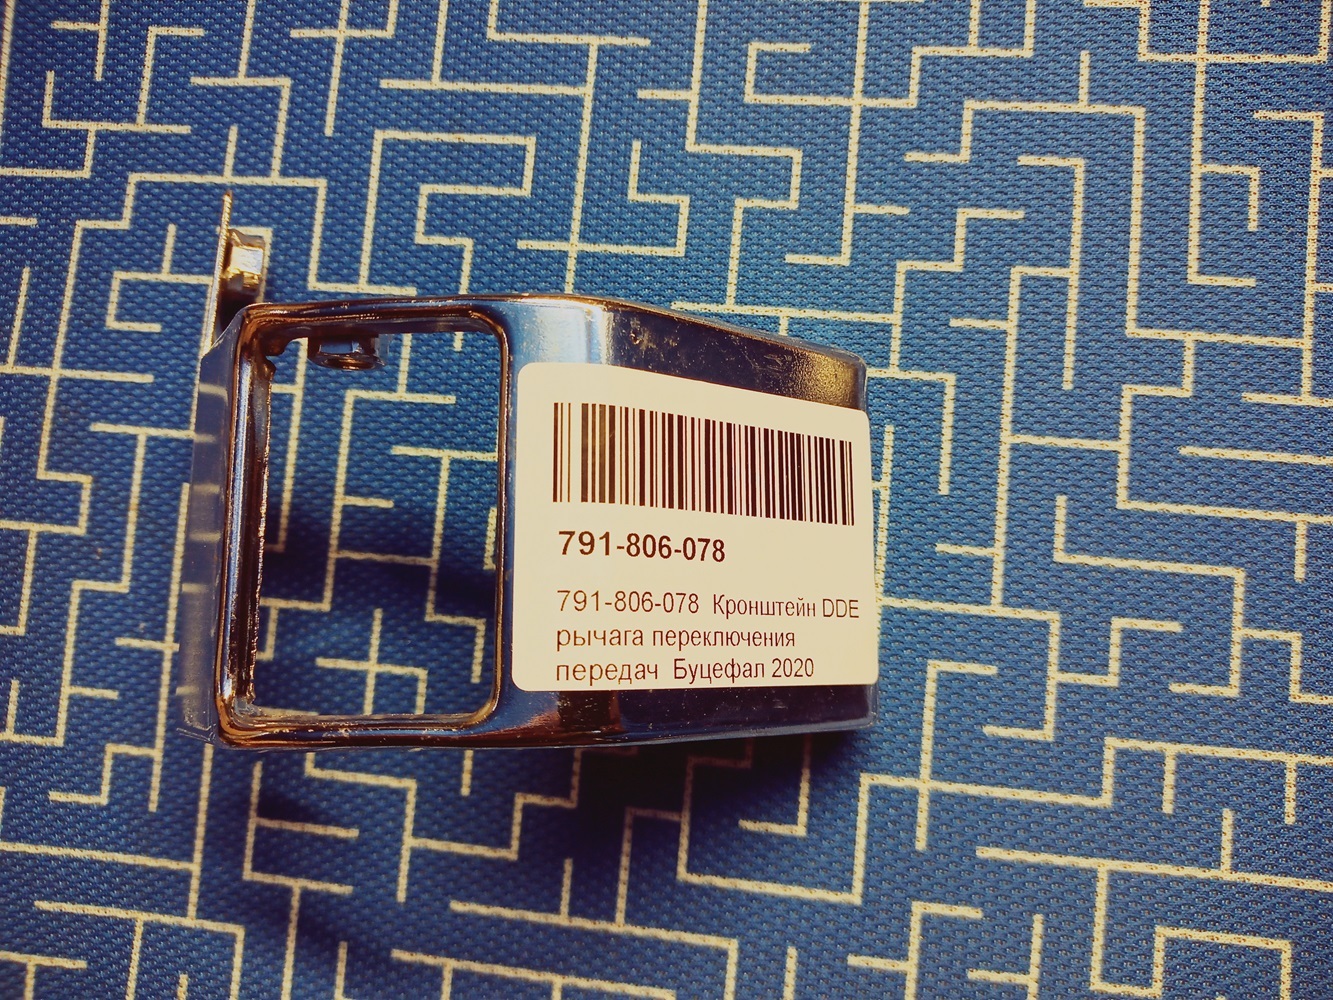 791-806-078
791-806-078 Кронштейн DDE
рычага переключения
передач Буцефал 2020